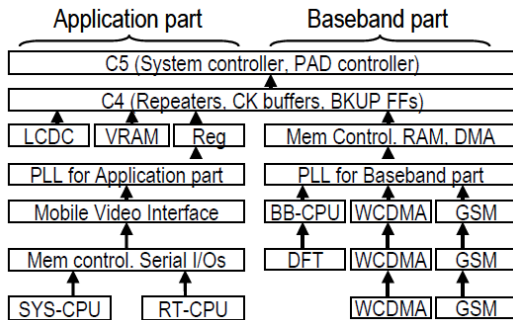 Application part Baseband part
C5 (System controller, PAD controller)
C4 (Repeaters, CK buffers, BKUP FFs)
LCDC VRAM Reg Mem Control. RAM, DMA
PLL for Application part PLL for Baseband part
Mobile Video Interface BB-CPU WCDMA GSM
Mem control. Serial I/Os DFT WCDMA GSM
SYS-CPU RT-CPU WCDMA GSM